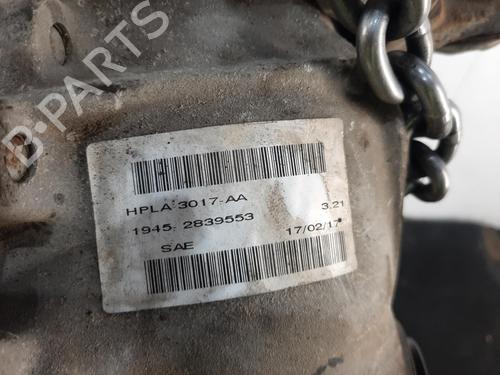 B-PARTS
HPLA 3017-AA
3.21
1945: 2839553
17/02/17
SAE